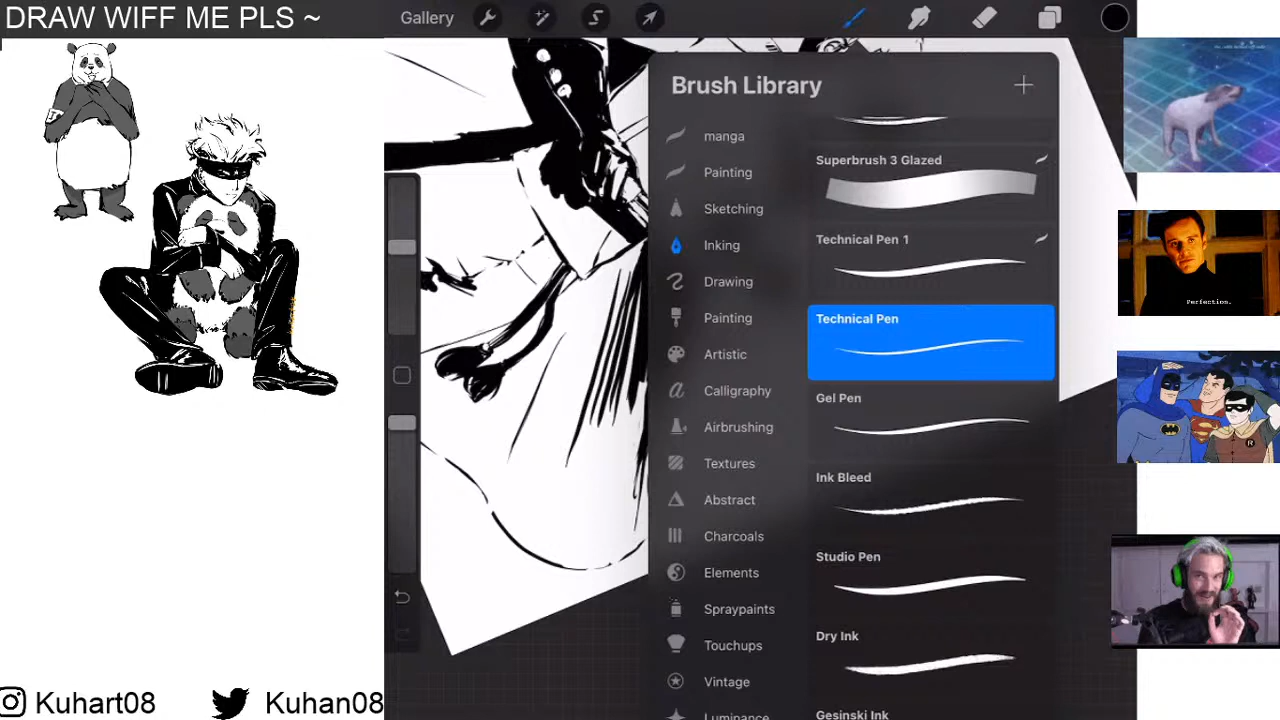 DRAW WIFF ME PLS ~
Gallery
Brush Library
manga
Painting
Sketching
Inking
Drawing
Painting
Artistic
Calligraphy
Airbrushing
Textures
Abstract
Charcoals
Elements
Spraypaints
Touchups
Vintage
Luminance
Superbrush 3 Glazed
Technical Pen 1
Technical Pen
Gel Pen
Ink Bleed
Studio Pen
Dry Ink
Gesinski Ink
Perfection.
Kuhart08
Kuhan08